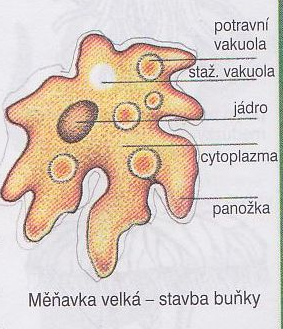 potravní
vakuola
staž. vakuola
jádro
cytoplazma
panožka
Měňavka velká – stavba buňky